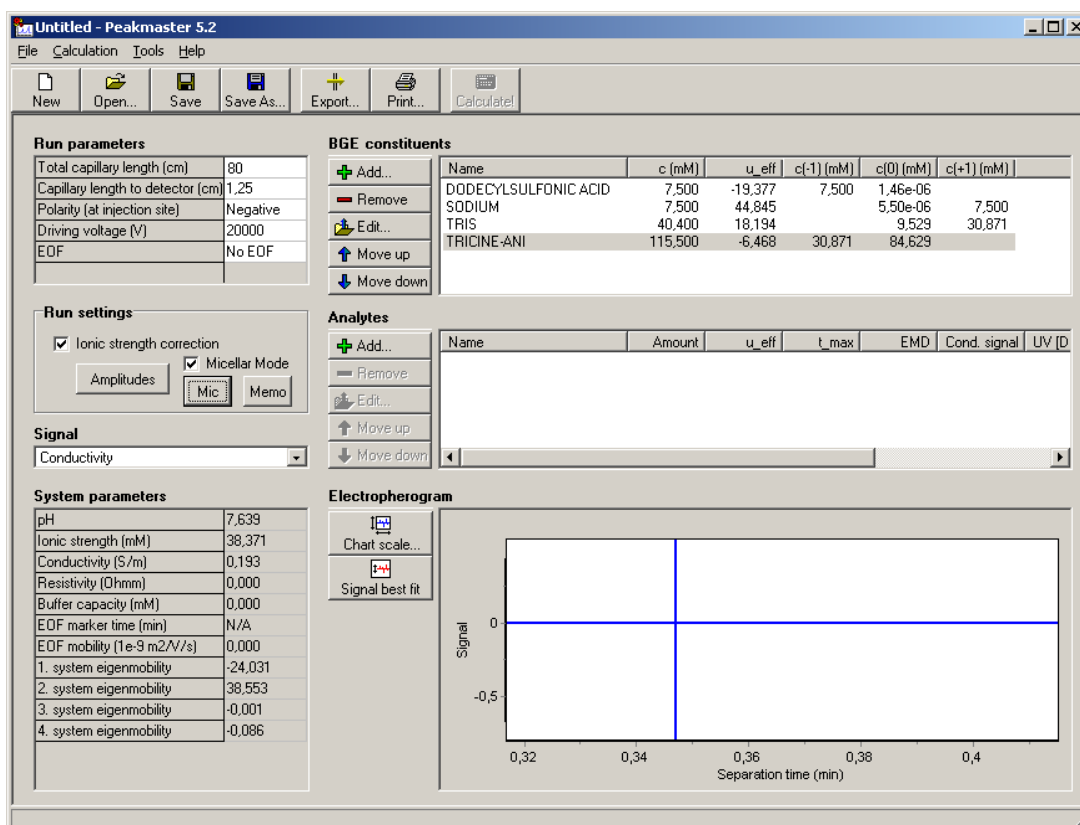 Untitled - Peakmaster 5.2
File Calculation Tools Help
New Open... Save Save As... Export... Print... Calculate!
Run parameters
Total capillary length (cm) 80
Capillary length to detector (cm) 1,25
Polarity (at injection site) Negative
Driving voltage (V) 20000
EOF No EOF
BGE constituents
Add...
Remove
Edit...
Move up
Move down
Name c (mM) u_eff c(-1) (mM) c(0) (mM) c(+1) (mM)
DODECYLSULFONIC ACID 7,500 -19,377 7,500 1,46e-06
SODIUM 7,500 44,845 5,50e-06 7,500
TRIS 40,400 18,194 9,529 30,871
TRICINE-ANI 115,500 -6,468 30,871 84,629
Run settings
Ionic strength correction
Micellar Mode
Amplitudes Mic Memo
Analytes
Add...
Remove
Edit...
Move up
Move down
Name Amount u_eff t_max EMD Cond. signal UV [D
Signal
Conductivity
System parameters
pH 7,639
Ionic strength (mM) 38,371
Conductivity (S/m) 0,193
Resistivity (Ohmm) 0,000
Buffer capacity (mM) 0,000
EOF marker time (min) N/A
EOF mobility (1e-9 m2/V/s) 0,000
1. system eigenmobility -24,031
2. system eigenmobility 38,553
3. system eigenmobility -0,001
4. system eigenmobility -0,086
Electropherogram
Chart scale...
Signal best fit
Signal
0
-0,5
0,32 0,34 0,36 0,38 0,4
Separation time (min)